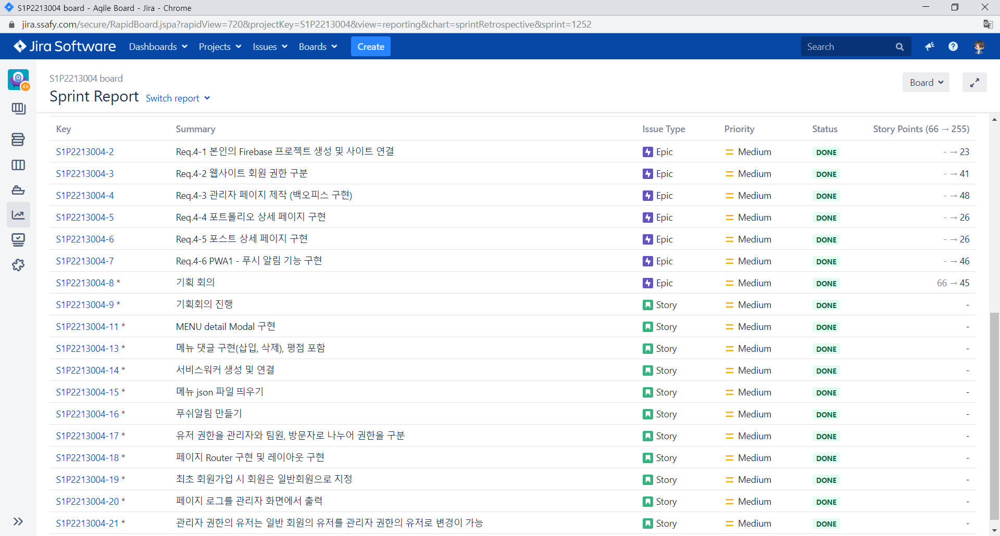 S1P2213004 board - Agile Board - Jira - Chrome
jira.ssafy.com/secure/RapidBoard.jspa?rapidView=720&projectKey=S1P2213004&view=reporting&chart=sprintRetrospective&sprint=1252
Jira Software Dashboards Projects Issues Boards Create Search
S1P2213004 board
Board
Sprint Report Switch report
Key Summary Issue Type Priority Status Story Points (66 → 255)
S1P2213004-2 Req.4-1 본인의 Firebase 프로젝트 생성 및 사이트 연결 Epic Medium DONE - → 23
S1P2213004-3 Req.4-2 웹사이트 회원 권한 구분 Epic Medium DONE - → 41
S1P2213004-4 Req.4-3 관리자 페이지 제작 (백오피스 구현) Epic Medium DONE - → 48
S1P2213004-5 Req.4-4 포트폴리오 상세 페이지 구현 Epic Medium DONE - → 26
S1P2213004-6 Req.4-5 포스트 상세 페이지 구현 Epic Medium DONE - → 26
S1P2213004-7 Req.4-6 PWA1 - 푸시 알림 기능 구현 Epic Medium DONE - → 46
S1P2213004-8 * 기획 회의 Epic Medium DONE 66 → 45
S1P2213004-9 * 기획회의 진행 Story Medium DONE -
S1P2213004-11 * MENU detail Modal 구현 Story Medium DONE -
S1P2213004-13 * 메뉴 댓글 구현(삽입, 삭제), 평점 포함 Story Medium DONE -
S1P2213004-14 * 서비스워커 생성 및 연결 Story Medium DONE -
S1P2213004-15 * 메뉴 json 파일 띄우기 Story Medium DONE -
S1P2213004-16 * 푸쉬알림 만들기 Story Medium DONE -
S1P2213004-17 * 유저 권한을 관리자와 팀원, 방문자로 나누어 권한을 구분 Story Medium DONE -
S1P2213004-18 * 페이지 Router 구현 및 레이아웃 구현 Story Medium DONE -
S1P2213004-19 * 최초 회원가입 시 회원은 일반회원으로 지정 Story Medium DONE -
S1P2213004-20 * 페이지 로그를 관리자 화면에서 출력 Story Medium DONE -
S1P2213004-21 * 관리자 권한의 유저는 일반 회원의 유저를 관리자 권한의 유저로 변경이 가능 Story Medium DONE -